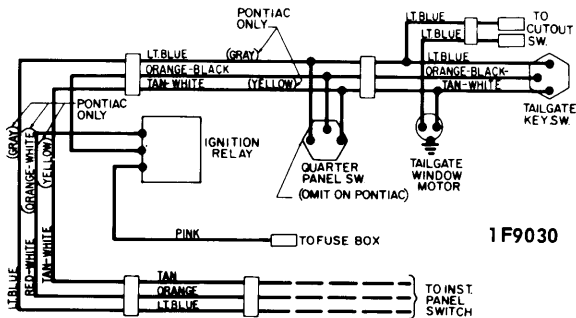 PONTIAC
ONLY
LT.BLUE
TO
CUTOUT
SW.
LT.BLUE
LT.BLUE
(GRAY)
LT.BLUE
ORANGE-BLACK
ORANGE-BLACK-
TAN-WHITE
(YELLOW)
TAN-WHITE
TAILGATE
KEY SW.
PONTIAC
ONLY
(GRAY)
(ORANGE-WHITE)
(YELLOW)
IGNITION
RELAY
QUARTER
PANEL SW.
(OMIT ON PONTIAC)
TAILGATE
WINDOW
MOTOR
PINK
TO FUSE BOX
1F9030
LT.BLUE
RED-WHITE
TAN-WHITE
TAN
ORANGE
LT.BLUE
TO INST.
PANEL
SWITCH